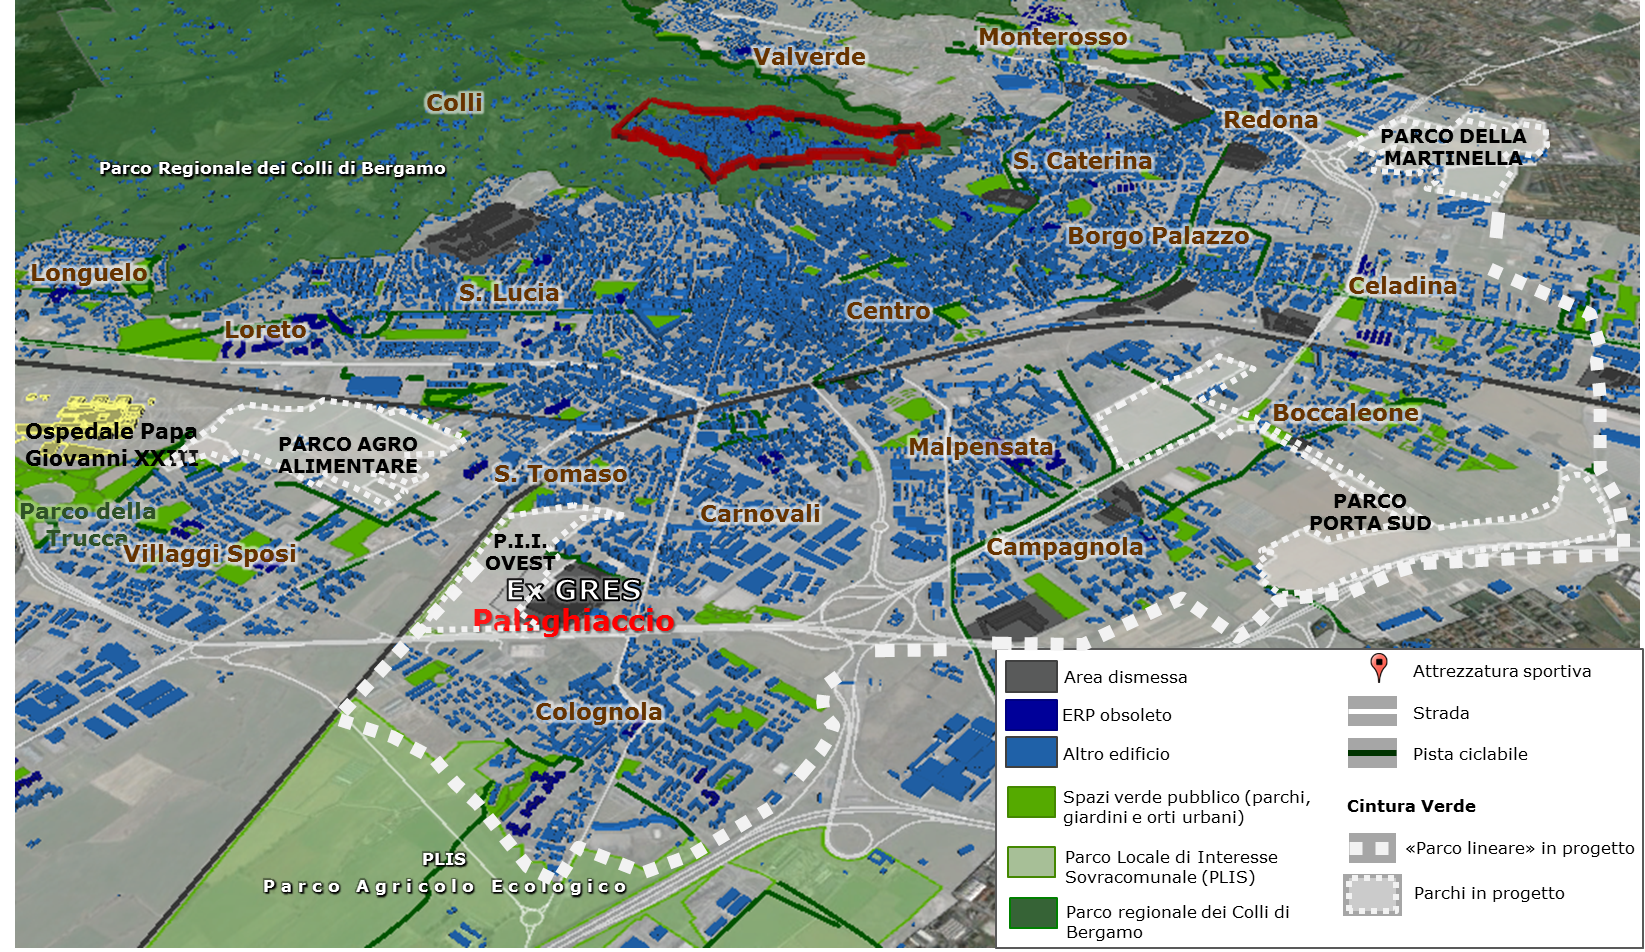 Monterosso
Valverde
Colli
Redona
PARCO DELLA
MARTINELLA
Parco Regionale dei Colli di Bergamo
S. Caterina
Borgo Palazzo
Longuelo
S. Lucia
Celadina
Centro
Loreto
Boccaleone
Ospedale Papa
Giovanni XXIII
PARCO AGRO
ALIMENTARE
Malpensata
S. Tomaso
PARCO
PORTA SUD
Parco della
Trucca
Carnovali
Villaggi Sposi
P.I.I.
OVEST
Campagnola
Ex GRES
Palaghiaccio
Colognola
PLIS
Parco Agricolo Ecologico
Area dismessa
ERP obsoleto
Altro edificio
Spazi verde pubblico (parchi,
giardini e orti urbani)
Parco Locale di Interesse
Sovracomunale (PLIS)
Parco regionale dei Colli di
Bergamo
Attrezzatura sportiva
Strada
Pista ciclabile
Cintura Verde
«Parco lineare» in progetto
Parchi in progetto